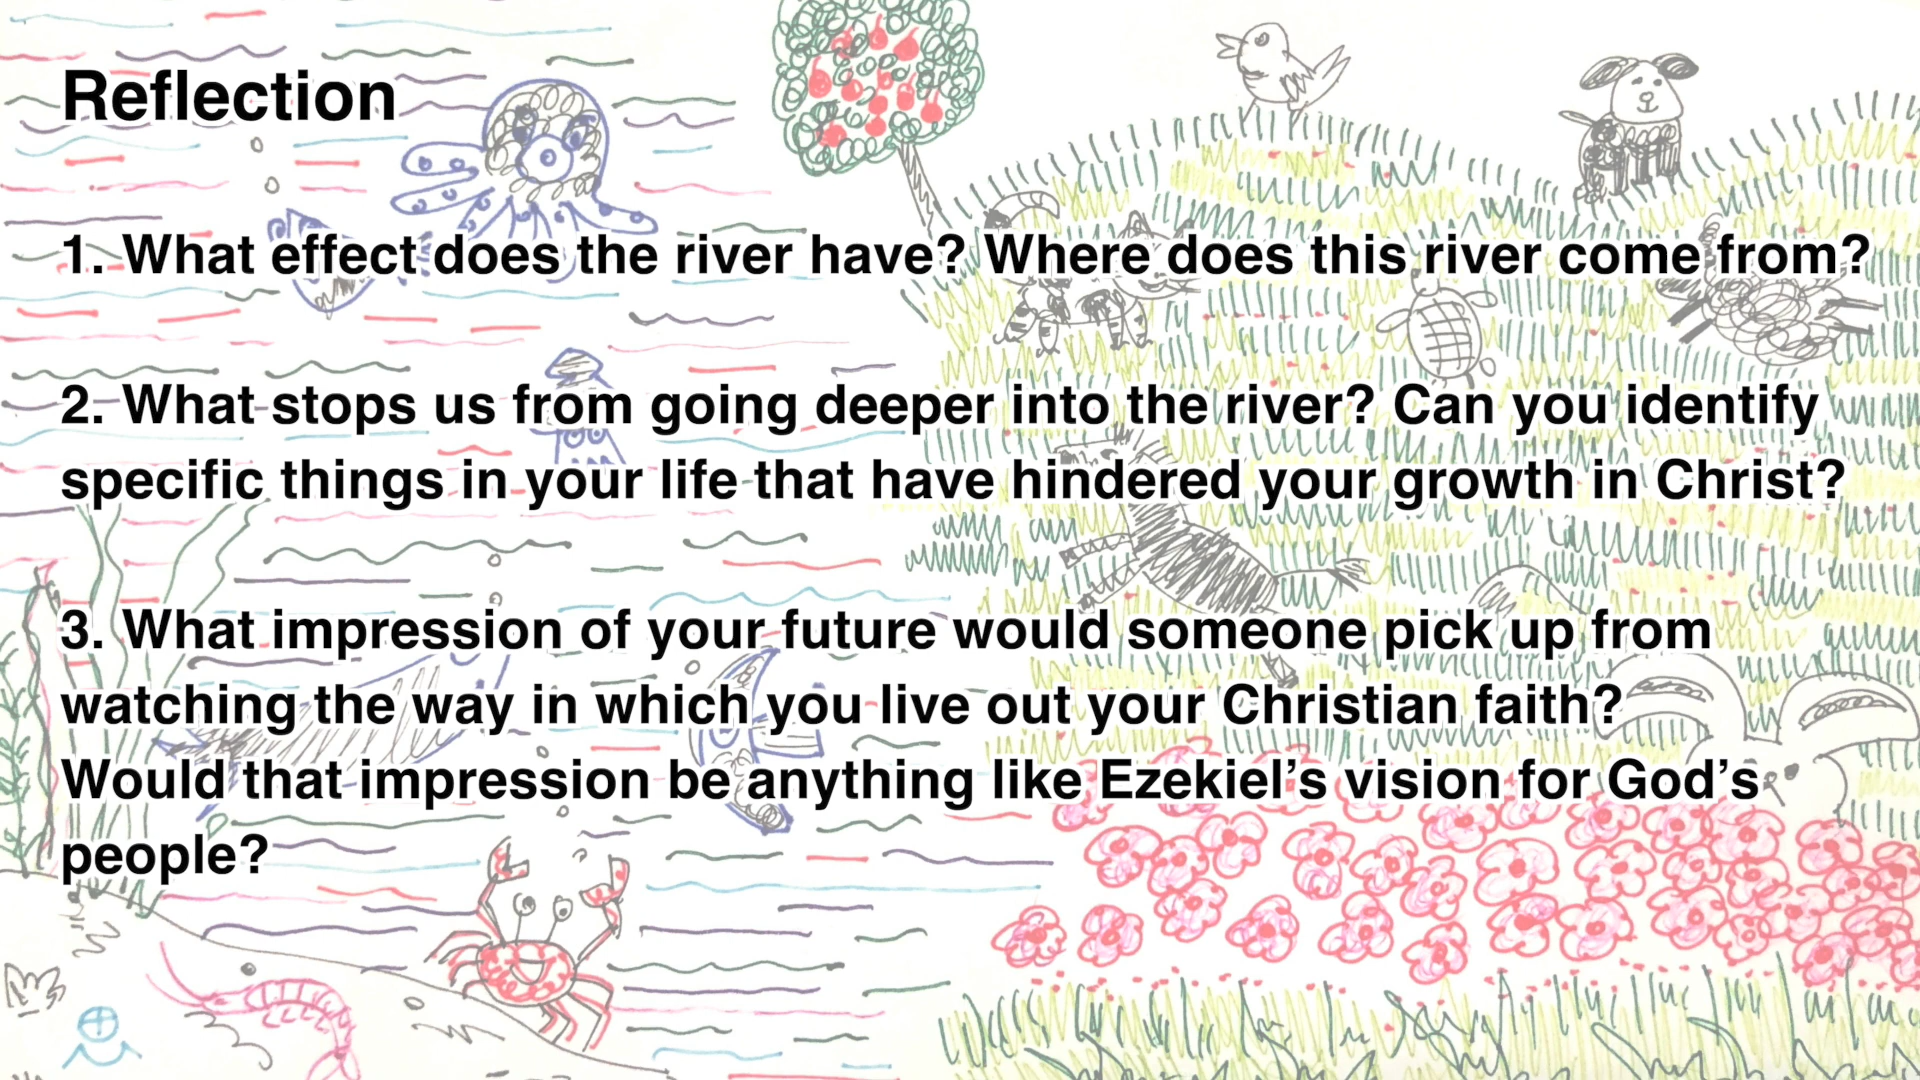 Reflection
1. What effect does the river have? Where does this river come from?
2. What stops us from going deeper into the river? Can you identify
specific things in your life that have hindered your growth in Christ?
3. What impression of your future would someone pick up from
watching the way in which you live out your Christian faith?
Would that impression be anything like Ezekiel’s vision for God’s
people?